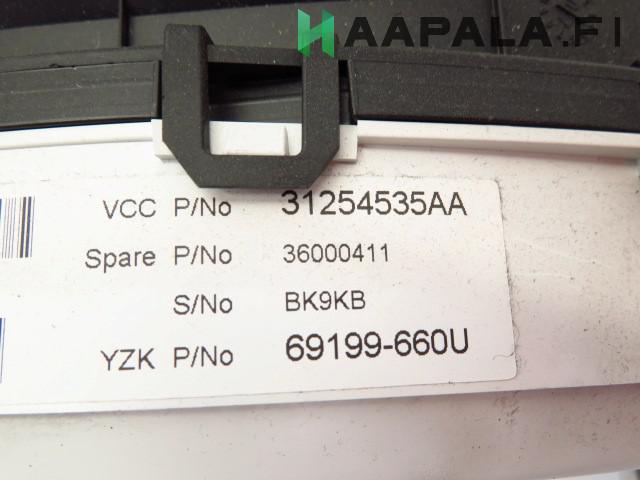 HAAPALA.FI
VCC P/No 31254535AA
Spare P/No 36000411
S/No BK9KB
YZK P/No 69199-660U